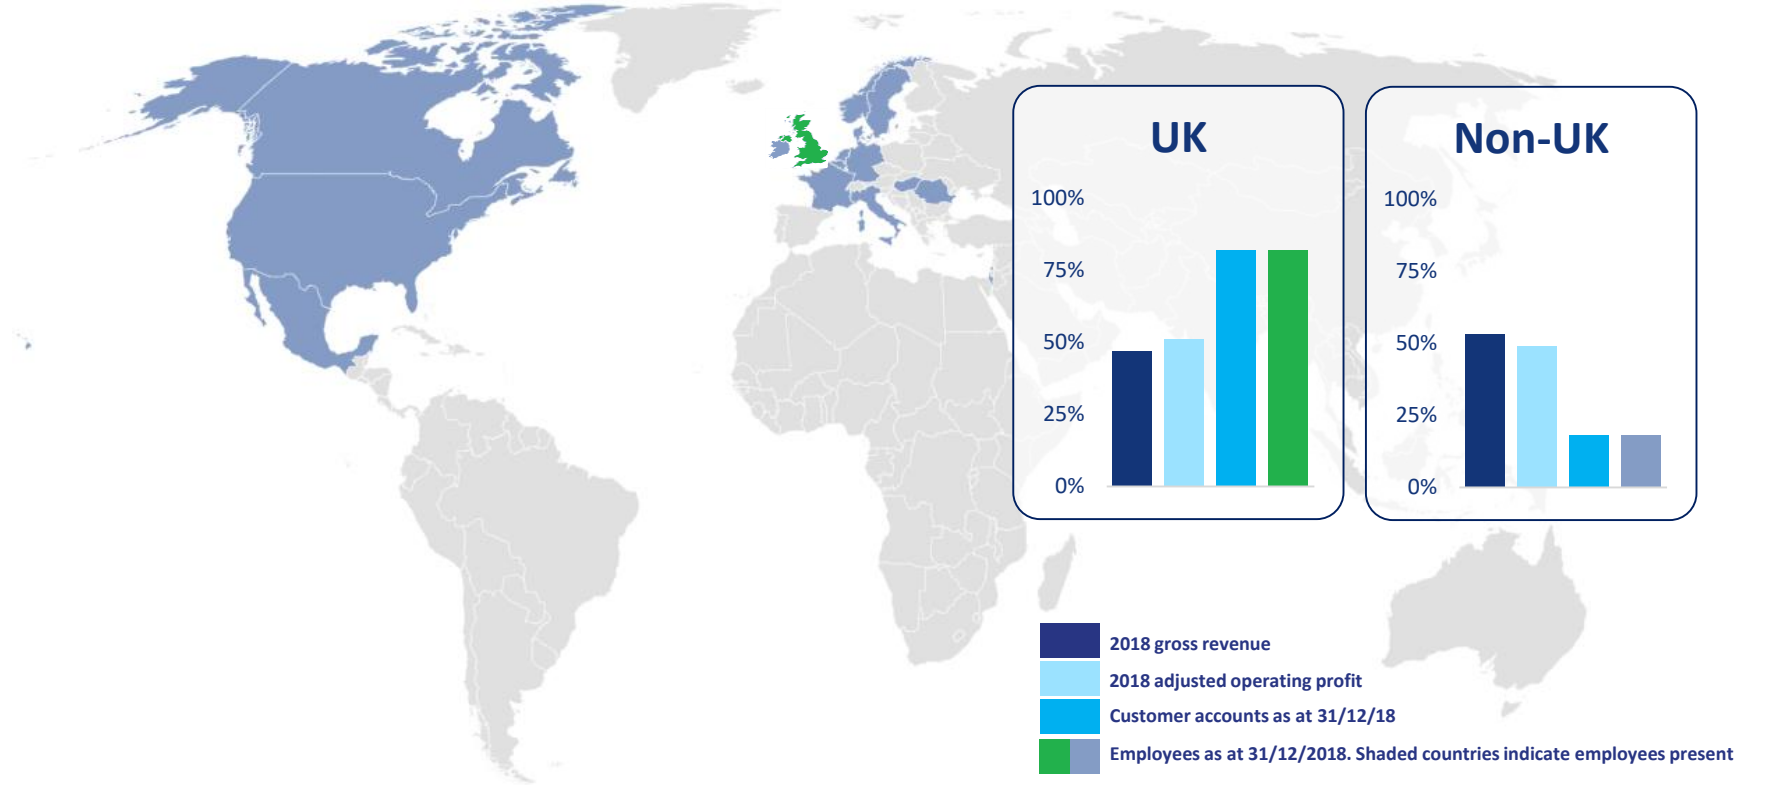 UK
100%
75%
50%
25%
0%
Non-UK
100%
75%
50%
25%
0%
2018 gross revenue
2018 adjusted operating profit
Customer accounts as at 31/12/18
Employees as at 31/12/2018. Shaded countries indicate employees present